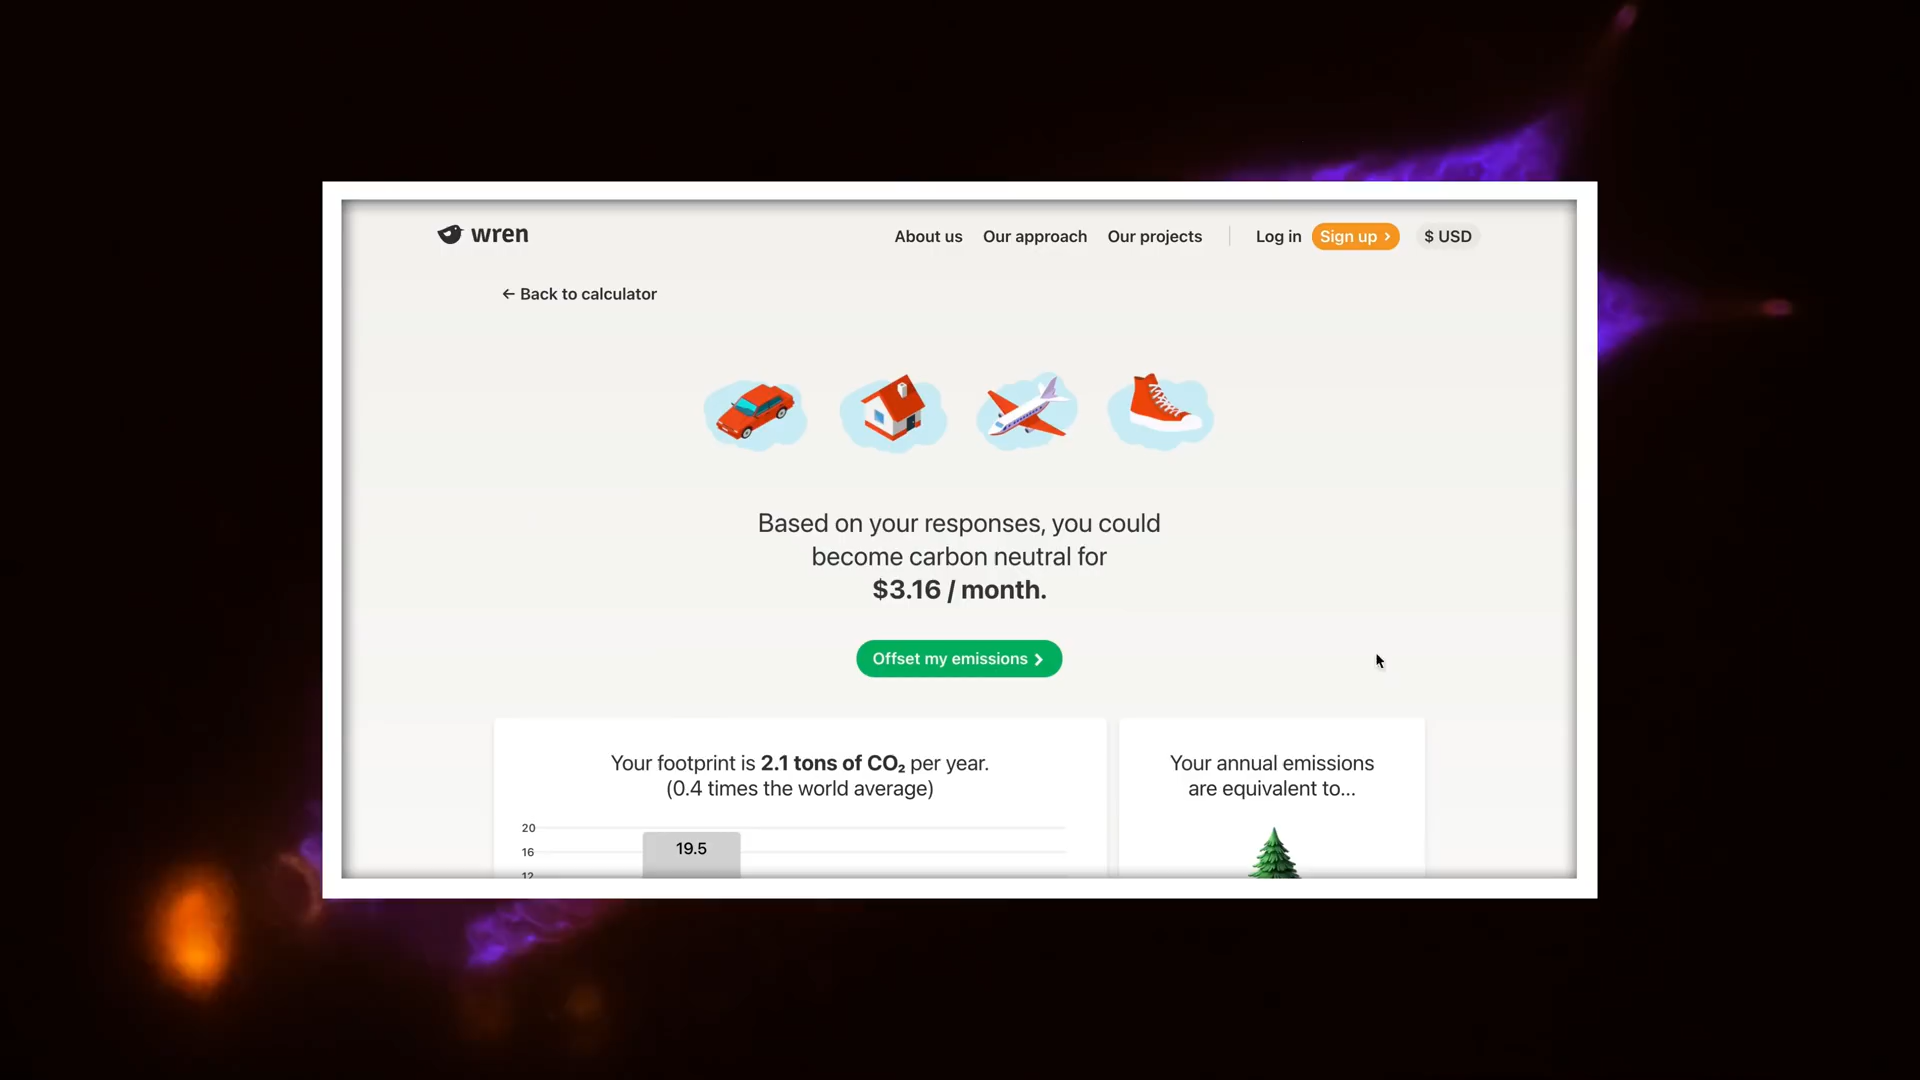 wren
About us
Our approach
Our projects
Log in
Sign up
$ USD
← Back to calculator
Based on your responses, you could
become carbon neutral for
$3.16 / month.
Offset my emissions
Your footprint is 2.1 tons of CO₂ per year.
(0.4 times the world average)
20
19.5
16
12
Your annual emissions
are equivalent to...